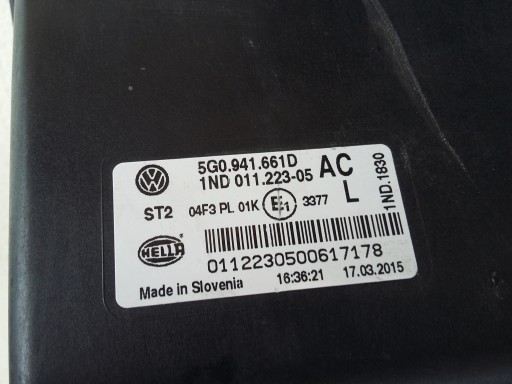 5G0.941.661D AC
1ND 011.223-05
L
ST2 04F3 PL 01K E1 3377
1ND.1830
HELLA
0112230500617178
16:36:21 17.03.2015
Made in Slovenia